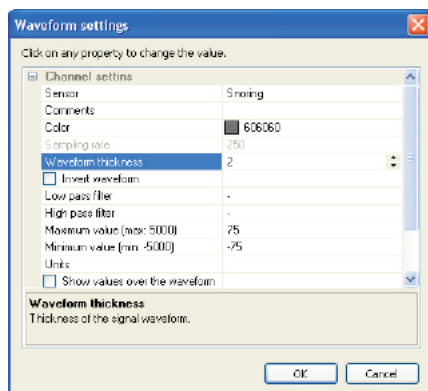 Waveform settings
Click on any property to change the value.
Channel settins
Sensor Snoring
Comments
Color 606060
Sampling rate 250
Waveform thickness 2
Invert waveform
Low pass filter -
High pass filter -
Maximum value (max: 5000) 75
Minimum value (min: -5000) -75
Units
Show values over the waveform
Waveform thickness
Thickness of the signal waveform.
OK Cancel